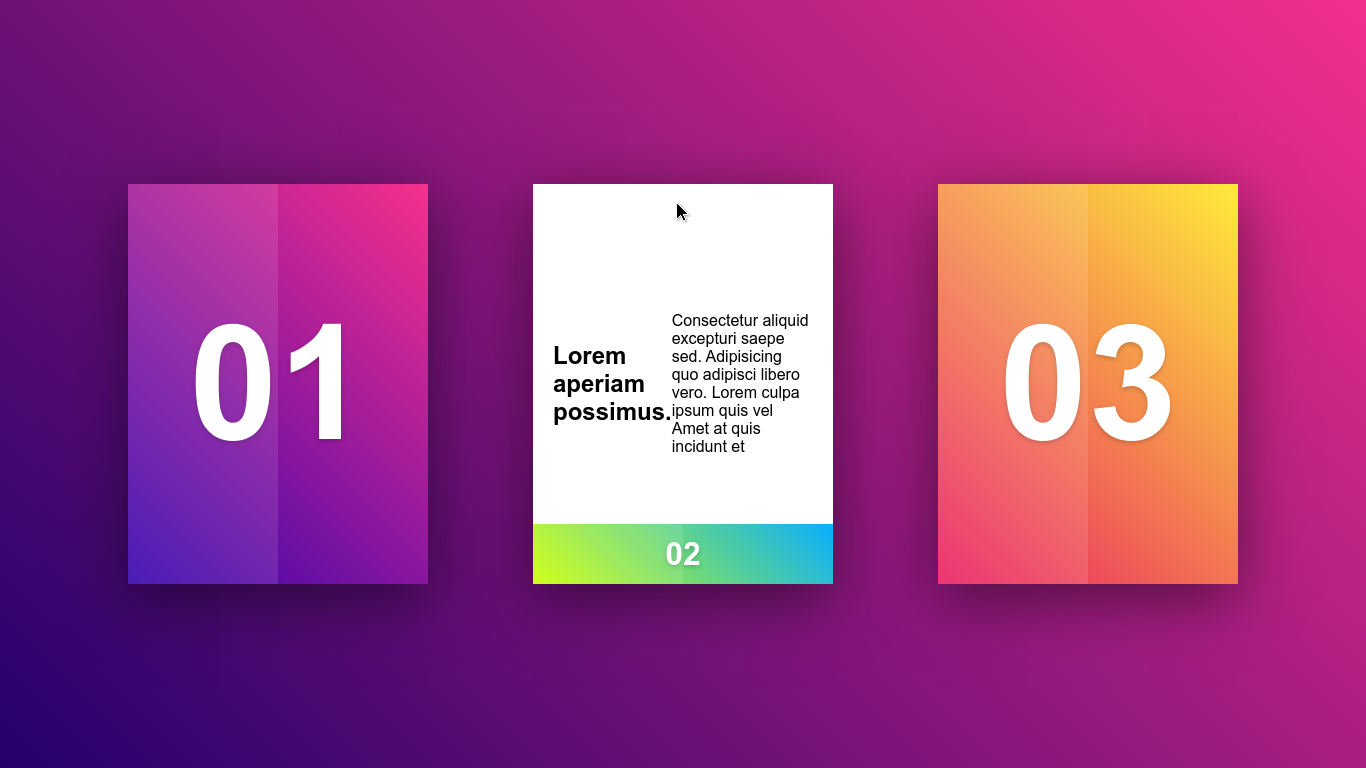 01
Lorem
aperiam
possimus.
Consectetur aliquid
excepturi saepe
sed. Adipisicing
quo adipisci libero
vero. Lorem culpa
ipsum quis vel
Amet at quis
incidunt et
02
03